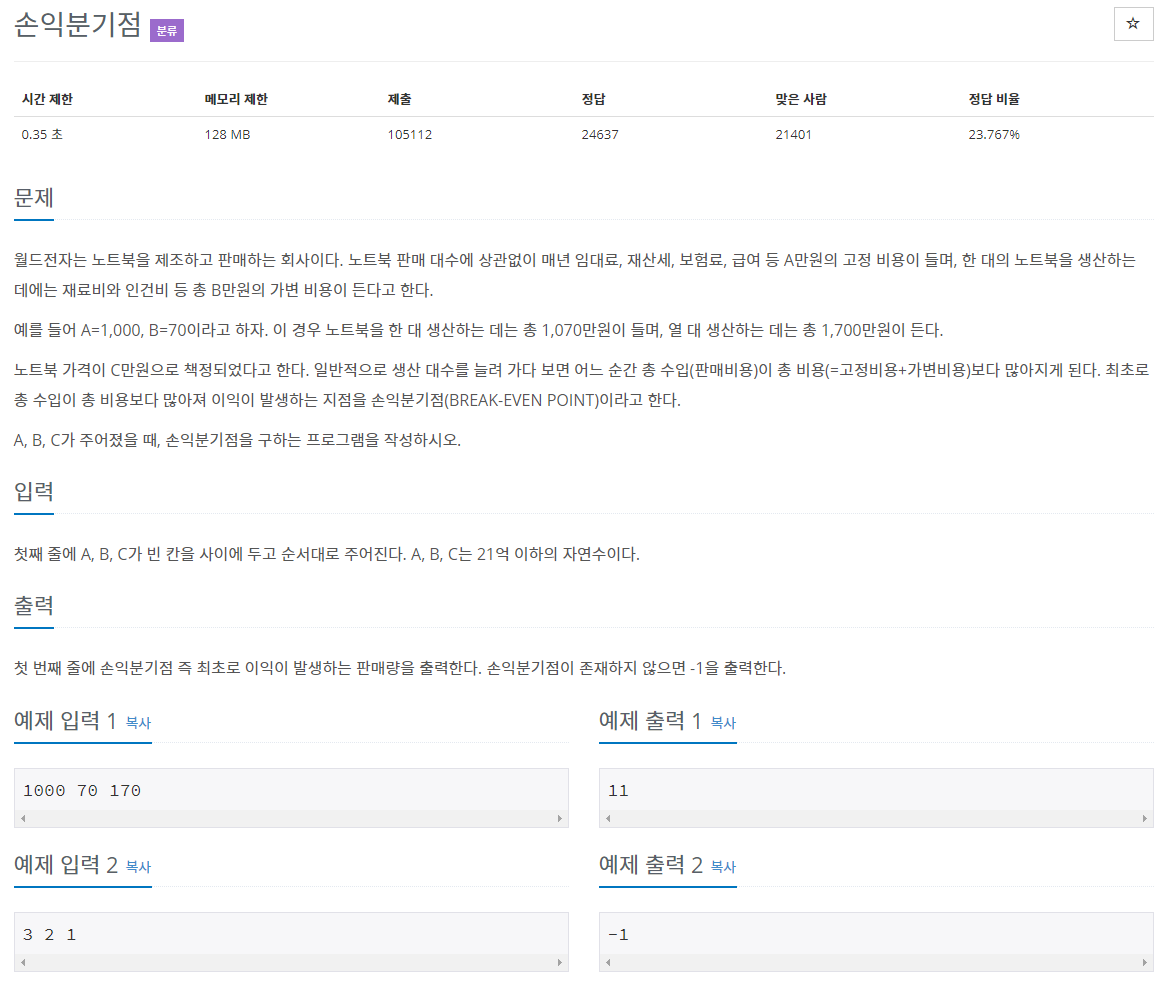 손익분기점 분류
☆
시간 제한 메모리 제한 제출 정답 맞은 사람 정답 비율
0.35 초 128 MB 105112 24637 21401 23.767%
문제
월드전자는 노트북을 제조하고 판매하는 회사이다. 노트북 판매 대수에 상관없이 매년 임대료, 재산세, 보험료, 급여 등 A만원의 고정 비용이 들며, 한 대의 노트북을 생산하는
데에는 재료비와 인건비 등 총 B만원의 가변 비용이 든다고 한다.
예를 들어 A=1,000, B=70이라고 하자. 이 경우 노트북을 한 대 생산하는 데는 총 1,070만원이 들며, 열 대 생산하는 데는 총 1,700만원이 든다.
노트북 가격이 C만원으로 책정되었다고 한다. 일반적으로 생산 대수를 늘려 가다 보면 어느 순간 총 수입(판매비용)이 총 비용(=고정비용+가변비용)보다 많아지게 된다. 최초로
총 수입이 총 비용보다 많아져 이익이 발생하는 지점을 손익분기점(BREAK-EVEN POINT)이라고 한다.
A, B, C가 주어졌을 때, 손익분기점을 구하는 프로그램을 작성하시오.
입력
첫째 줄에 A, B, C가 빈 칸을 사이에 두고 순서대로 주어진다. A, B, C는 21억 이하의 자연수이다.
출력
첫 번째 줄에 손익분기점 즉 최초로 이익이 발생하는 판매량을 출력한다. 손익분기점이 존재하지 않으면 -1을 출력한다.
예제 입력 1 복사
1000 70 170
예제 출력 1 복사
11
예제 입력 2 복사
3 2 1
예제 출력 2 복사
-1